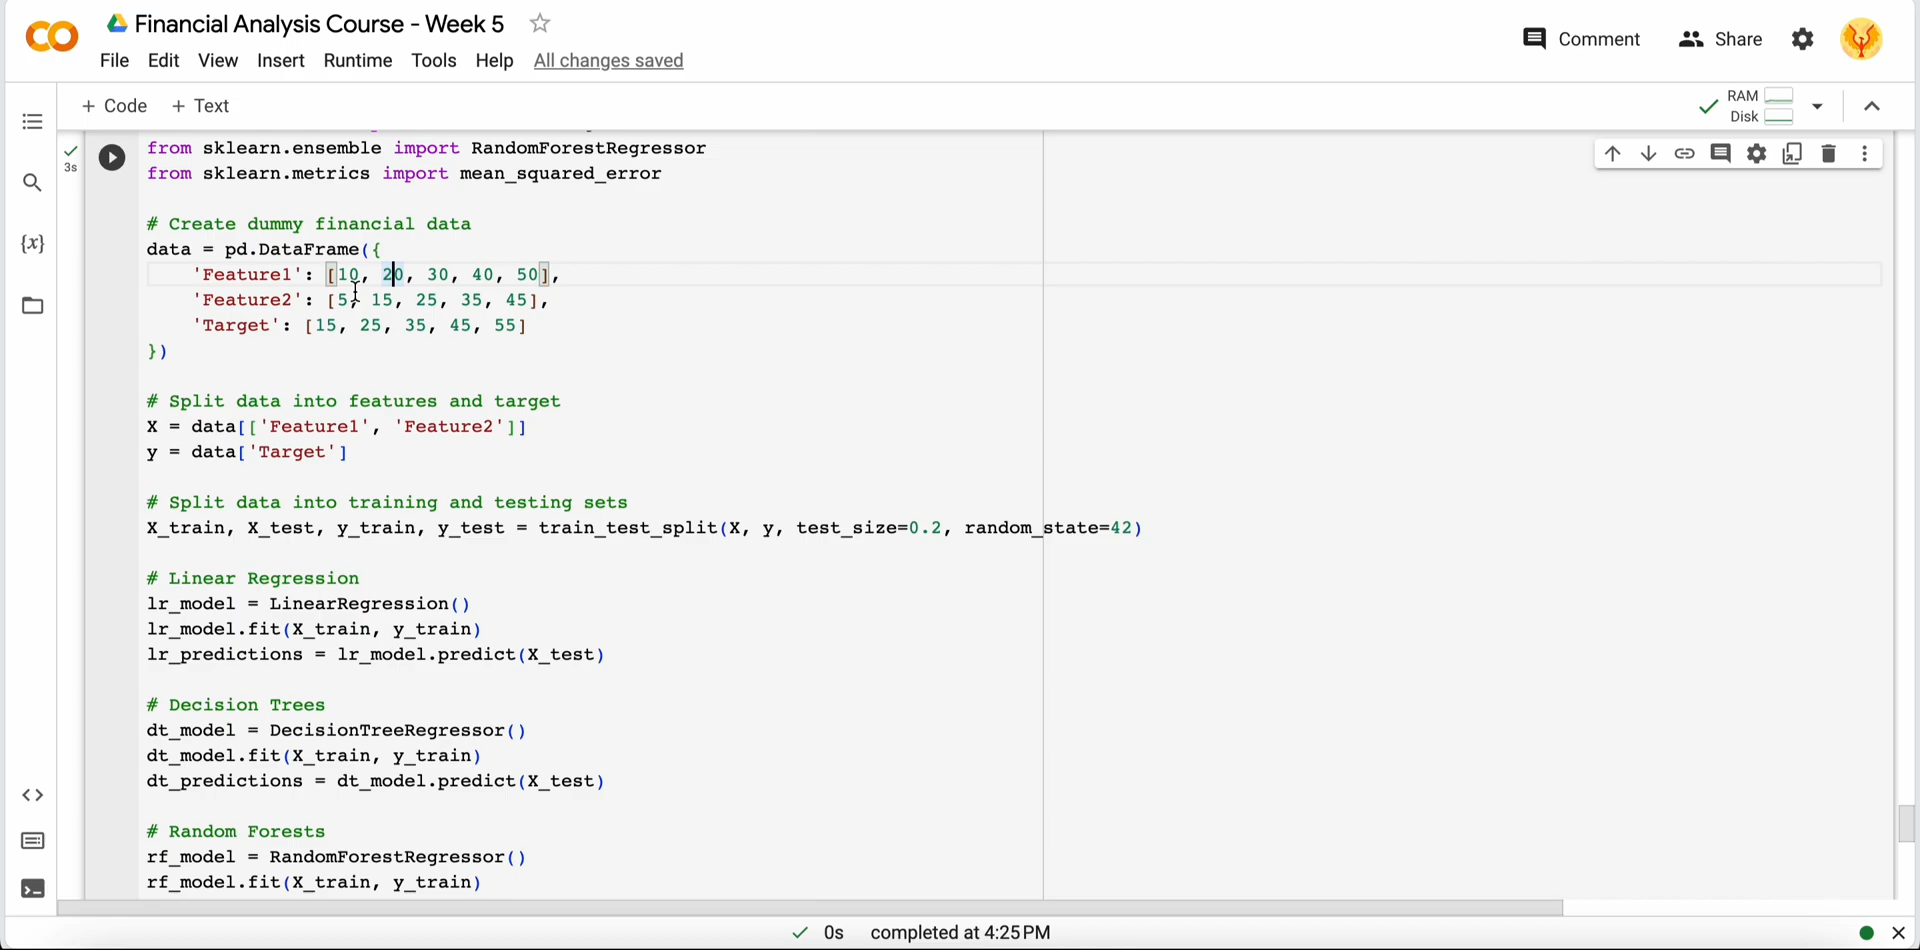 Financial Analysis Course - Week 5
Comment
Share
File Edit View Insert Runtime Tools Help All changes saved
+ Code + Text
RAM
Disk
3s
from sklearn.ensemble import RandomForestRegressor
from sklearn.metrics import mean_squared_error
# Create dummy financial data
data = pd.DataFrame({
'Feature1': [10, 20, 30, 40, 50],
'Feature2': [5, 15, 25, 35, 45],
'Target': [15, 25, 35, 45, 55]
})
# Split data into features and target
X = data[['Feature1', 'Feature2']]
y = data['Target']
# Split data into training and testing sets
X_train, X_test, y_train, y_test = train_test_split(X, y, test_size=0.2, random_state=42)
# Linear Regression
lr_model = LinearRegression()
lr_model.fit(X_train, y_train)
lr_predictions = lr_model.predict(X_test)
# Decision Trees
dt_model = DecisionTreeRegressor()
dt_model.fit(X_train, y_train)
dt_predictions = dt_model.predict(X_test)
# Random Forests
rf_model = RandomForestRegressor()
rf_model.fit(X_train, y_train)
0s completed at 4:25 PM